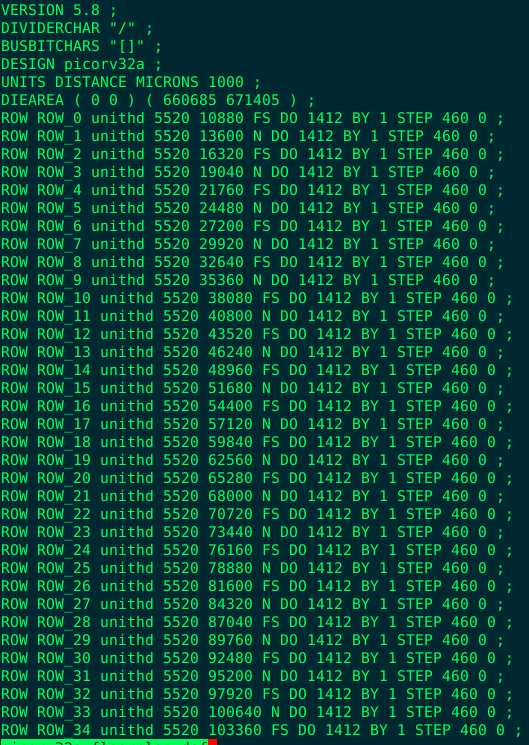 VERSION 5.8 ;
DIVIDERCHAR "/" ;
BUSBITCHARS "[]" ;
DESIGN picorv32a ;
UNITS DISTANCE MICRONS 1000 ;
DIEAREA ( 0 0 ) ( 660685 671405 ) ;
ROW ROW_0 unithd 5520 10880 FS DO 1412 BY 1 STEP 460 0 ;
ROW ROW_1 unithd 5520 13600 N DO 1412 BY 1 STEP 460 0 ;
ROW ROW_2 unithd 5520 16320 FS DO 1412 BY 1 STEP 460 0 ;
ROW ROW_3 unithd 5520 19040 N DO 1412 BY 1 STEP 460 0 ;
ROW ROW_4 unithd 5520 21760 FS DO 1412 BY 1 STEP 460 0 ;
ROW ROW_5 unithd 5520 24480 N DO 1412 BY 1 STEP 460 0 ;
ROW ROW_6 unithd 5520 27200 FS DO 1412 BY 1 STEP 460 0 ;
ROW ROW_7 unithd 5520 29920 N DO 1412 BY 1 STEP 460 0 ;
ROW ROW_8 unithd 5520 32640 FS DO 1412 BY 1 STEP 460 0 ;
ROW ROW_9 unithd 5520 35360 N DO 1412 BY 1 STEP 460 0 ;
ROW ROW_10 unithd 5520 38080 FS DO 1412 BY 1 STEP 460 0 ;
ROW ROW_11 unithd 5520 40800 N DO 1412 BY 1 STEP 460 0 ;
ROW ROW_12 unithd 5520 43520 FS DO 1412 BY 1 STEP 460 0 ;
ROW ROW_13 unithd 5520 46240 N DO 1412 BY 1 STEP 460 0 ;
ROW ROW_14 unithd 5520 48960 FS DO 1412 BY 1 STEP 460 0 ;
ROW ROW_15 unithd 5520 51680 N DO 1412 BY 1 STEP 460 0 ;
ROW ROW_16 unithd 5520 54400 FS DO 1412 BY 1 STEP 460 0 ;
ROW ROW_17 unithd 5520 57120 N DO 1412 BY 1 STEP 460 0 ;
ROW ROW_18 unithd 5520 59840 FS DO 1412 BY 1 STEP 460 0 ;
ROW ROW_19 unithd 5520 62560 N DO 1412 BY 1 STEP 460 0 ;
ROW ROW_20 unithd 5520 65280 FS DO 1412 BY 1 STEP 460 0 ;
ROW ROW_21 unithd 5520 68000 N DO 1412 BY 1 STEP 460 0 ;
ROW ROW_22 unithd 5520 70720 FS DO 1412 BY 1 STEP 460 0 ;
ROW ROW_23 unithd 5520 73440 N DO 1412 BY 1 STEP 460 0 ;
ROW ROW_24 unithd 5520 76160 FS DO 1412 BY 1 STEP 460 0 ;
ROW ROW_25 unithd 5520 78880 N DO 1412 BY 1 STEP 460 0 ;
ROW ROW_26 unithd 5520 81600 FS DO 1412 BY 1 STEP 460 0 ;
ROW ROW_27 unithd 5520 84320 N DO 1412 BY 1 STEP 460 0 ;
ROW ROW_28 unithd 5520 87040 FS DO 1412 BY 1 STEP 460 0 ;
ROW ROW_29 unithd 5520 89760 N DO 1412 BY 1 STEP 460 0 ;
ROW ROW_30 unithd 5520 92480 FS DO 1412 BY 1 STEP 460 0 ;
ROW ROW_31 unithd 5520 95200 N DO 1412 BY 1 STEP 460 0 ;
ROW ROW_32 unithd 5520 97920 FS DO 1412 BY 1 STEP 460 0 ;
ROW ROW_33 unithd 5520 100640 N DO 1412 BY 1 STEP 460 0 ;
ROW ROW_34 unithd 5520 103360 FS DO 1412 BY 1 STEP 460 0 ;